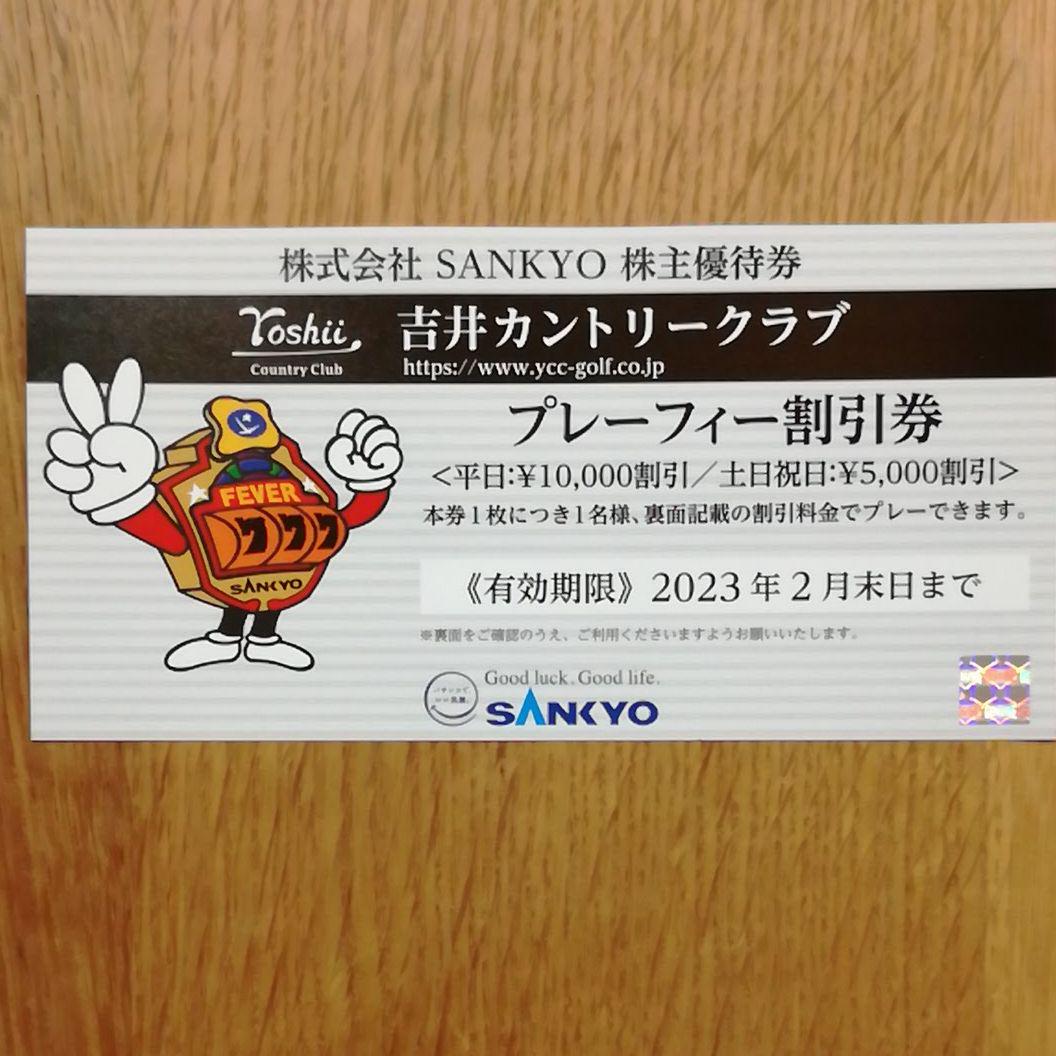 株式会社 SANKYO 株主優待券
Yoshii
Country Club
吉井カントリークラブ
https://www.ycc-golf.co.jp
プレーフィー割引券
<平日:¥10,000割引／土日祝日:¥5,000割引>
本券1枚につき1名様、裏面記載の割引料金でプレーできます。
FEVER
777
SANKYO
《有効期限》2023年2月末日まで
※裏面をご確認のうえ、ご利用くださいますようお願いいたします。
Good luck. Good life.
SANKYO